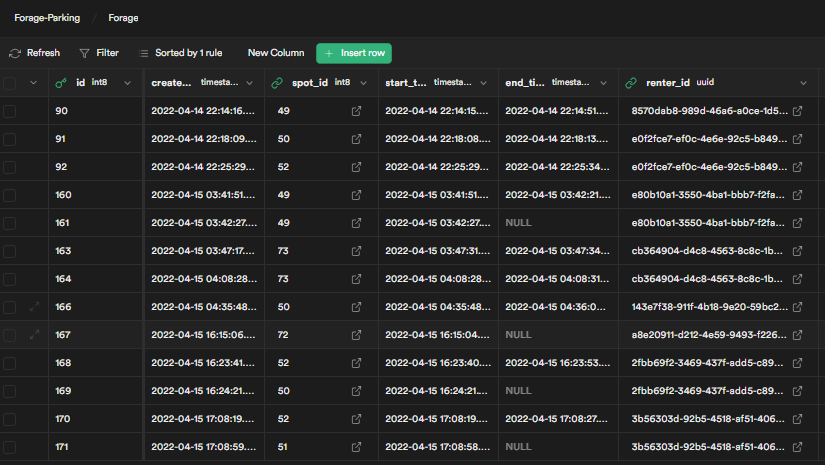 Forage-Parking / Forage
Refresh Filter Sorted by 1 rule New Column + Insert row
id int8 create... timesta... spot_id int8 start_t... timesta... end_ti... timesta... renter_id uuid
90 2022-04-14 22:14:16.... 49 2022-04-14 22:14:15.... 2022-04-14 22:14:51.... 8570dab8-989d-46a6-a0ce-1d5...
91 2022-04-14 22:18:09.... 50 2022-04-14 22:18:08.... 2022-04-14 22:18:13.... e0f2fce7-ef0c-4e6e-92c5-b849...
92 2022-04-14 22:25:29.... 52 2022-04-14 22:25:29.... 2022-04-14 22:25:34.... e0f2fce7-ef0c-4e6e-92c5-b849...
160 2022-04-15 03:41:51.... 49 2022-04-15 03:41:51.... 2022-04-15 03:42:21.... e80b10a1-3550-4ba1-bbb7-f2fa...
161 2022-04-15 03:42:27.... 49 2022-04-15 03:42:27.... NULL e80b10a1-3550-4ba1-bbb7-f2fa...
163 2022-04-15 03:47:17.... 73 2022-04-15 03:47:31.... 2022-04-15 03:47:34.... cb364904-d4c8-4563-8c8c-1b...
164 2022-04-15 04:08:28.... 73 2022-04-15 04:08:28.... 2022-04-15 04:08:31.... cb364904-d4c8-4563-8c8c-1b...
166 2022-04-15 04:35:48.... 50 2022-04-15 04:35:48.... 2022-04-15 04:36:0... 143e7f38-911f-4b18-9e20-59bc2...
167 2022-04-15 16:15:06.... 72 2022-04-15 16:15:04.... NULL a8e20911-d212-4e59-9493-f226...
168 2022-04-15 16:23:41.... 52 2022-04-15 16:23:40.... 2022-04-15 16:23:53.... 2fbb69f2-3469-437f-add5-c89...
169 2022-04-15 16:24:21.... 50 2022-04-15 16:24:21.... NULL 2fbb69f2-3469-437f-add5-c89...
170 2022-04-15 17:08:19.... 52 2022-04-15 17:08:19.... 2022-04-15 17:08:27.... 3b56303d-92b5-4518-af51-406...
171 2022-04-15 17:08:59.... 51 2022-04-15 17:08:58.... NULL 3b56303d-92b5-4518-af51-406...